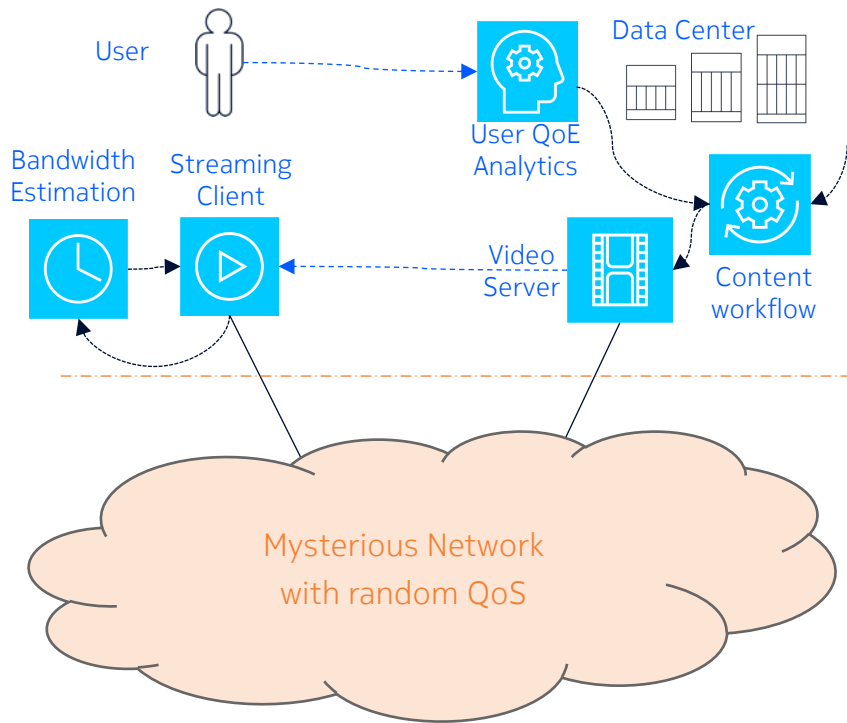 User
Data Center
User QoE
Analytics
Bandwidth
Estimation
Streaming
Client
Video
Server
Content
workflow
Mysterious Network
with random QoS